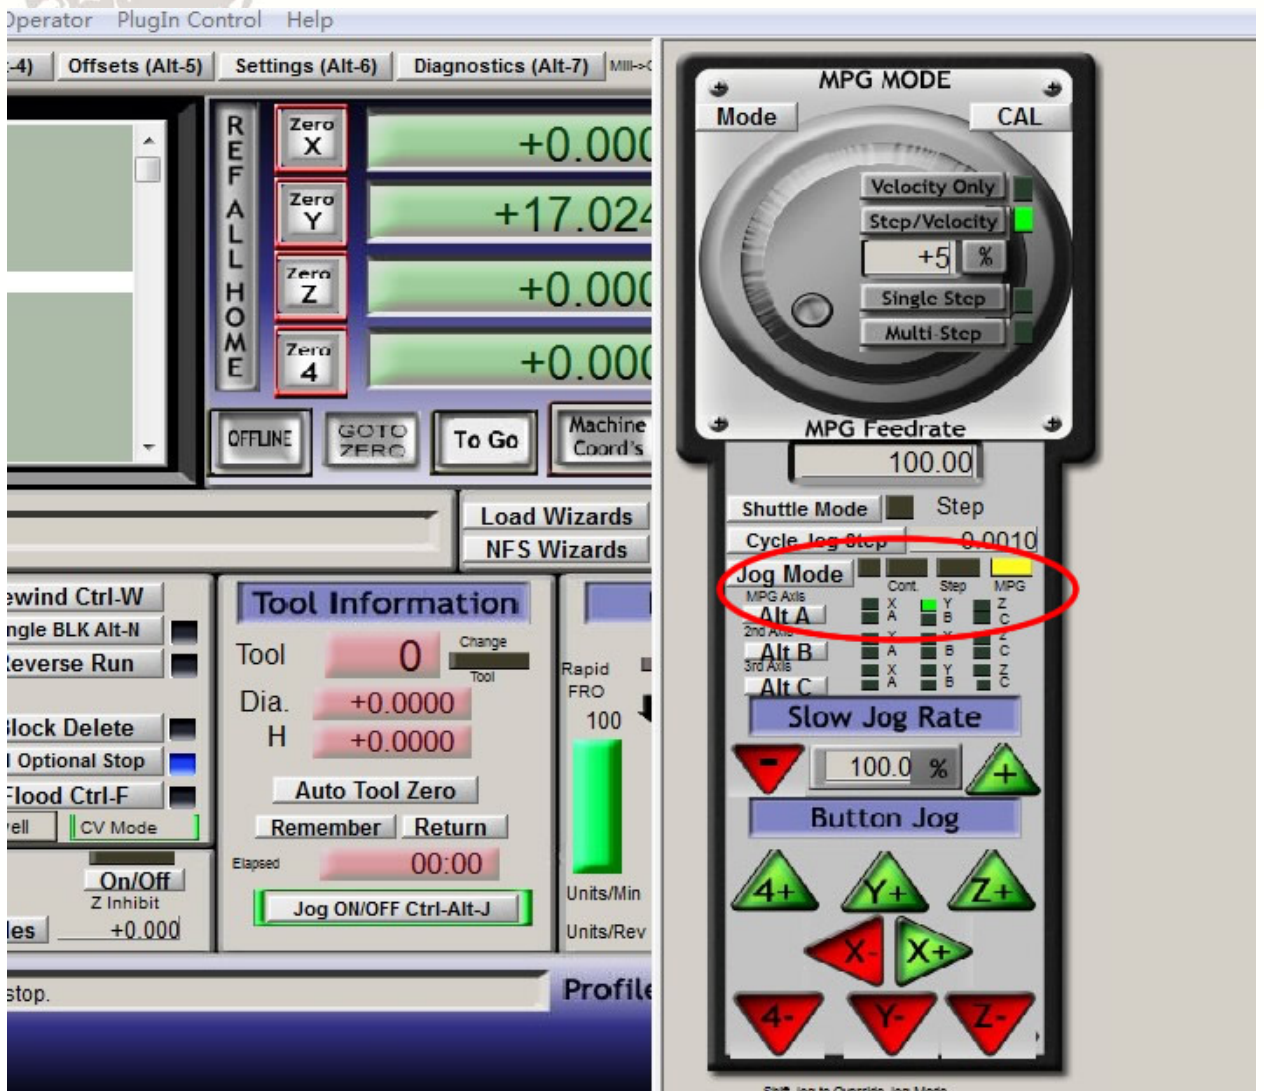 Operator PlugIn Control Help
-4) Offsets (Alt-5) Settings (Alt-6) Diagnostics (Alt-7) Mill->G
REF ALL HOME
Zero X +0.000
Zero Y +17.024
Zero Z +0.000
Zero 4 +0.000
OFFLINE GOTO ZERO To Go Machine Coord's
Load Wizards
NFS Wizards
ewind Ctrl-W
ngle BLK Alt-N
Reverse Run
Block Delete
Optional Stop
Flood Ctrl-F
ell CV Mode
On/Off
Z Inhibit
les +0.000
Tool Information
Tool 0 Change
Tool
Dia. +0.0000
H +0.0000
Auto Tool Zero
Remember Return
Elapsed 00:00
Jog ON/OFF Ctrl-Alt-J
Rapid
FRO
100
Units/Min
Units/Rev
stop.
Profile
MPG MODE
Mode CAL
Velocity Only
Step/Velocity
+5 %
Single Step
Multi-Step
MPG Feedrate
100.00
Shuttle Mode Step
Cycle Jog Step 0.0010
Jog Mode Cont. Step MPG
MPG Axis X Y Z
Alt A A B C
2nd Axis X Y Z
Alt B A B C
3rd Axis X Y Z
Alt C A B C
Slow Jog Rate
- 100.0 % +
Button Jog
4+ Y+ Z+
X- X+
4- Y- Z-